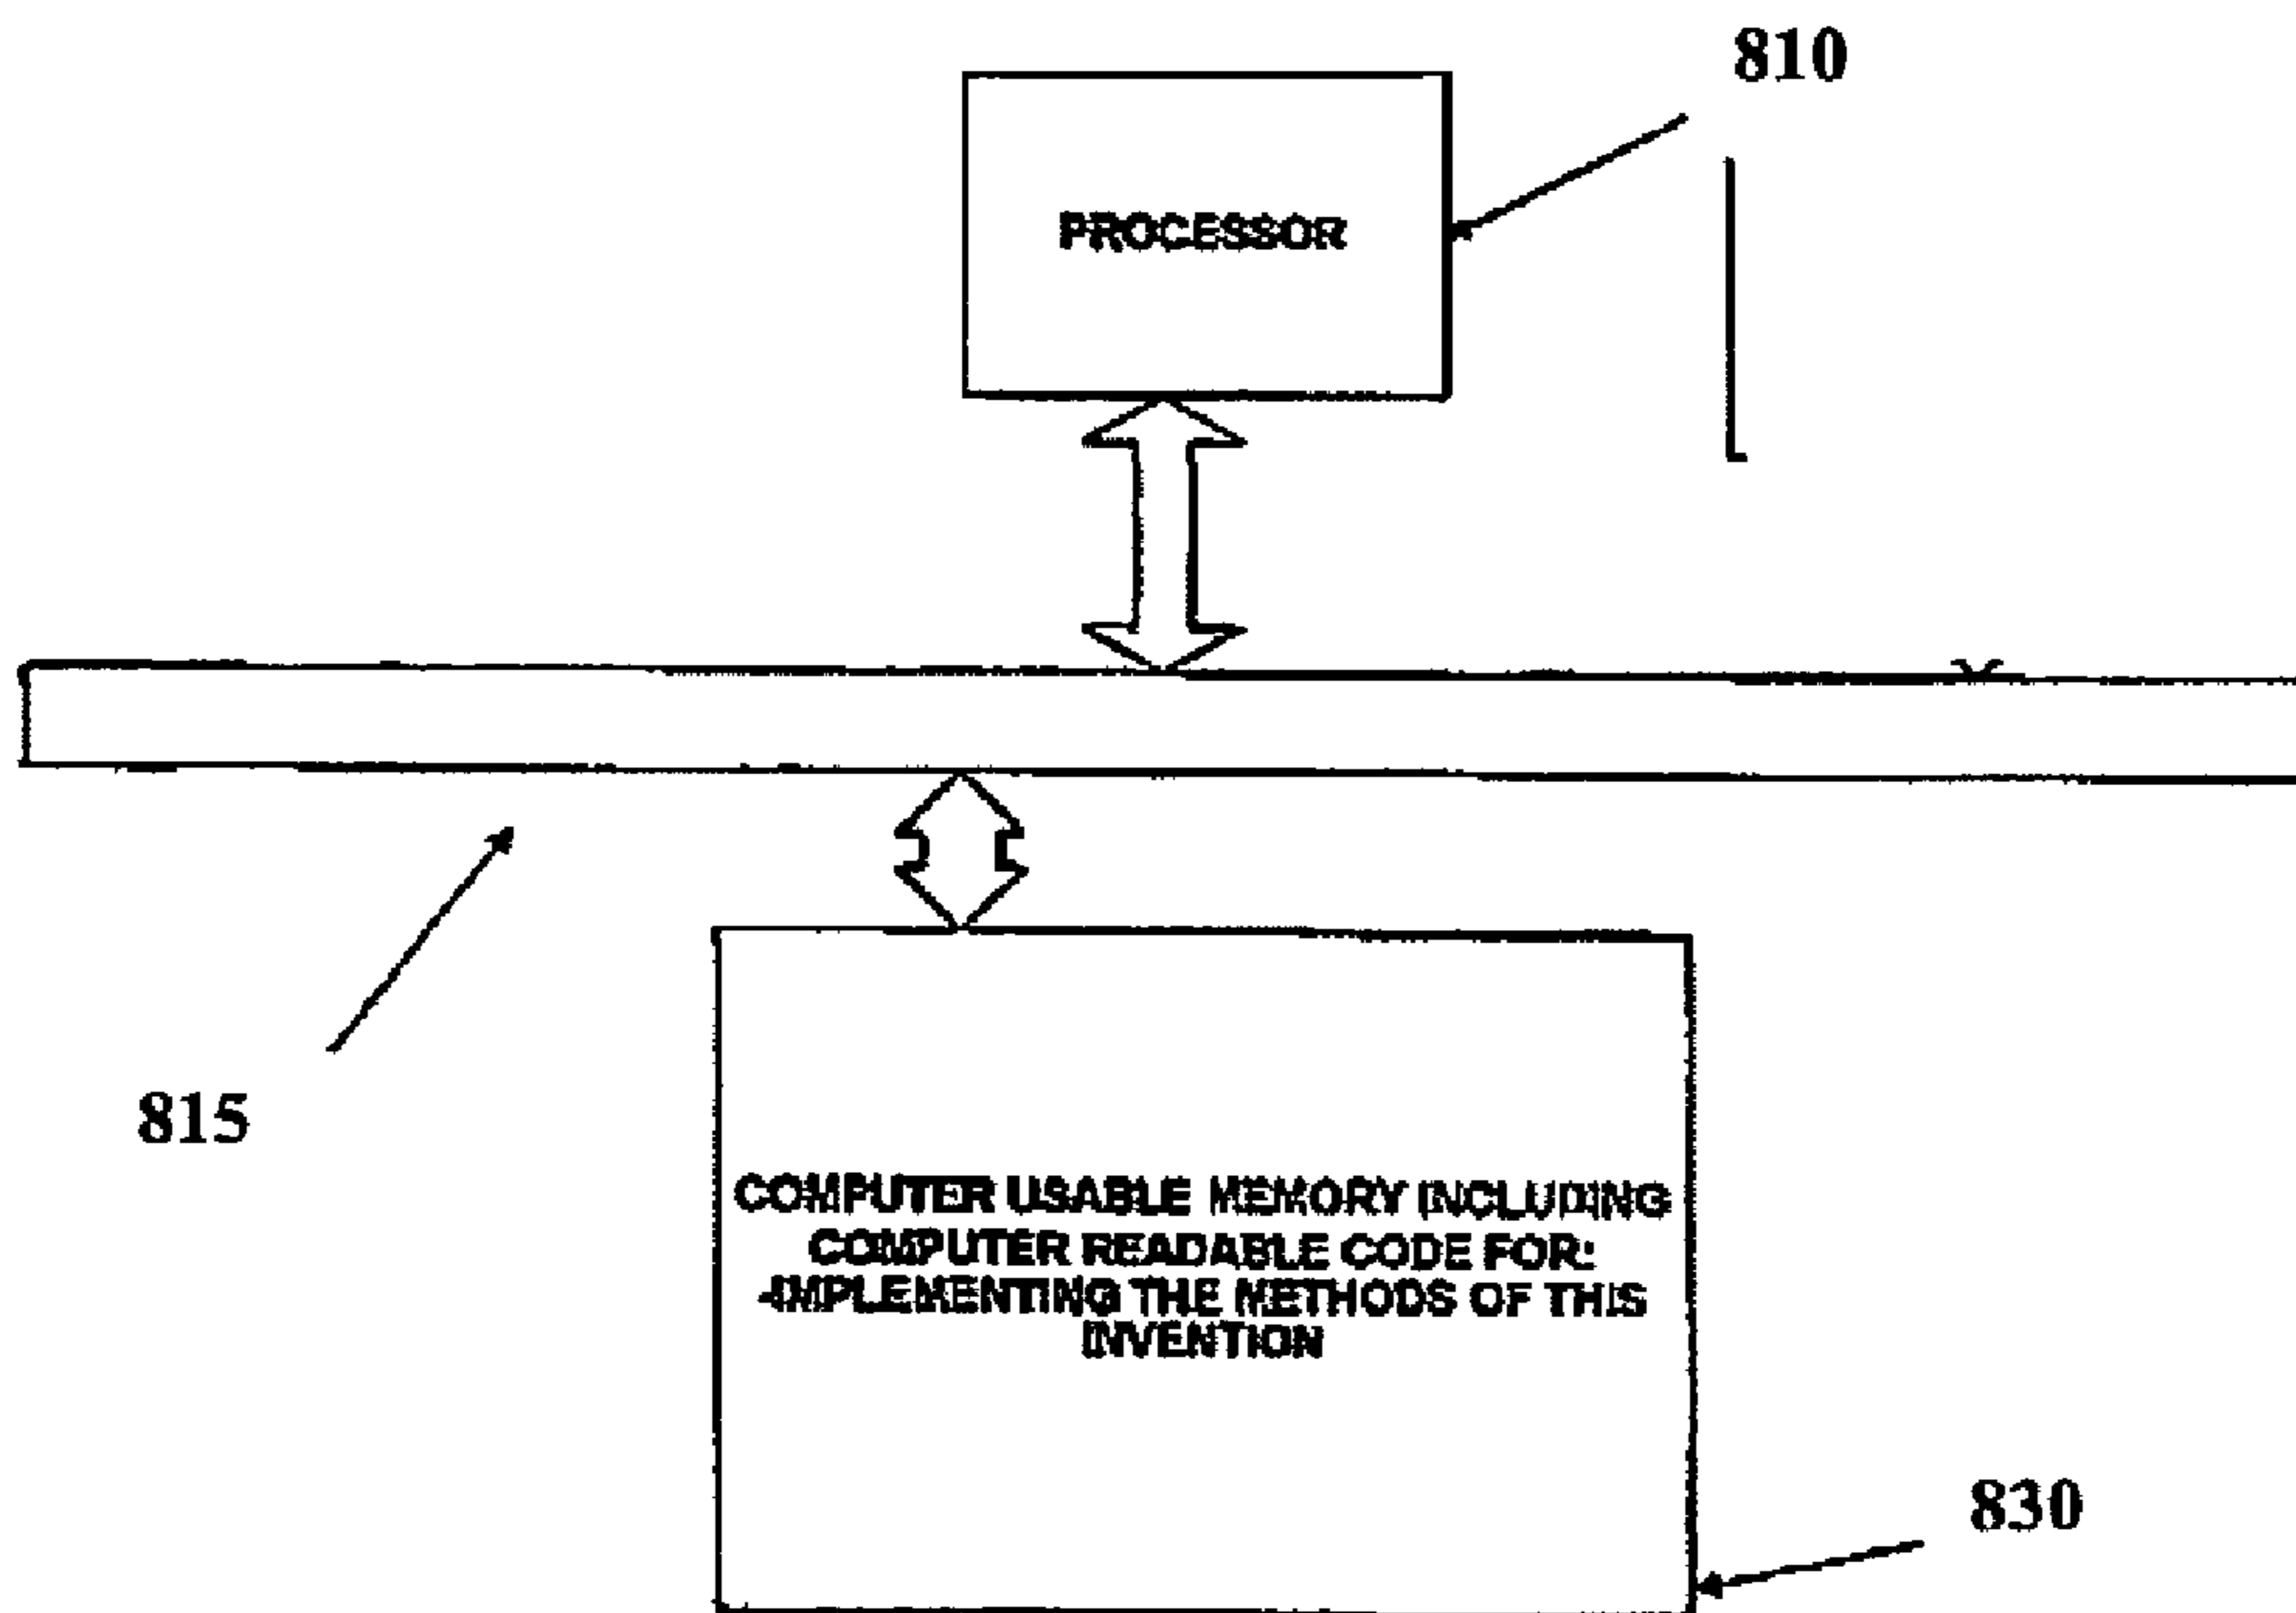 810
PROCESSOR
815
COMPUTER USABLE MEMORY INCLUDING
COMPUTER READABLE CODE FOR:
-IMPLEMENTING THE METHODS OF THIS
INVENTION
830